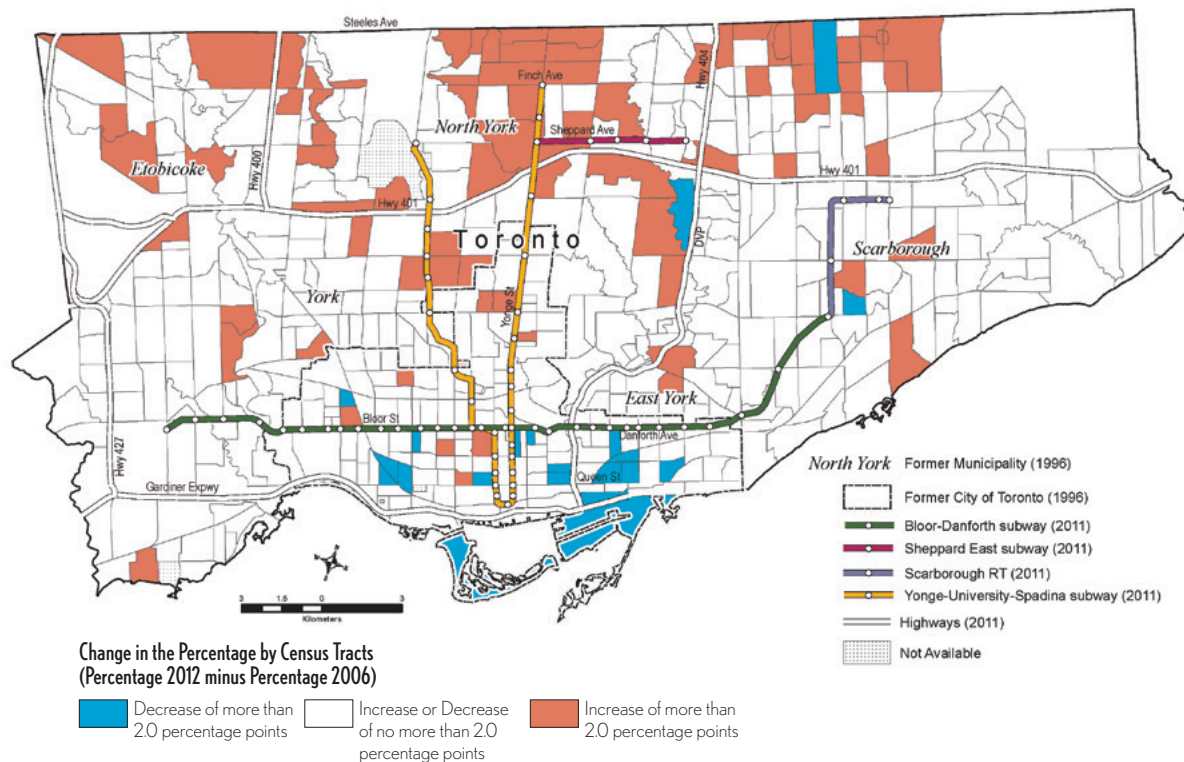 Steeles Ave
Hwy 404
Finch Ave
North York
Sheppard Ave
Etobicoke
Hwy 400
Hwy 401
Hwy 401
DVP
Toronto
Scarborough
York
Yonge St
East York
Bloor St
Danforth Ave
Hwy 427
Queen St
Gardiner Expwy
North York Former Municipality (1996)
Former City of Toronto (1996)
Bloor-Danforth subway (2011)
Sheppard East subway (2011)
Scarborough RT (2011)
Yonge-University-Spadina subway (2011)
Highways (2011)
Not Available
3 1.5 0 3
Kilometers
Change in the Percentage by Census Tracts
(Percentage 2012 minus Percentage 2006)
Decrease of more than
2.0 percentage points
Increase or Decrease
of no more than 2.0
percentage points
Increase of more than
2.0 percentage points